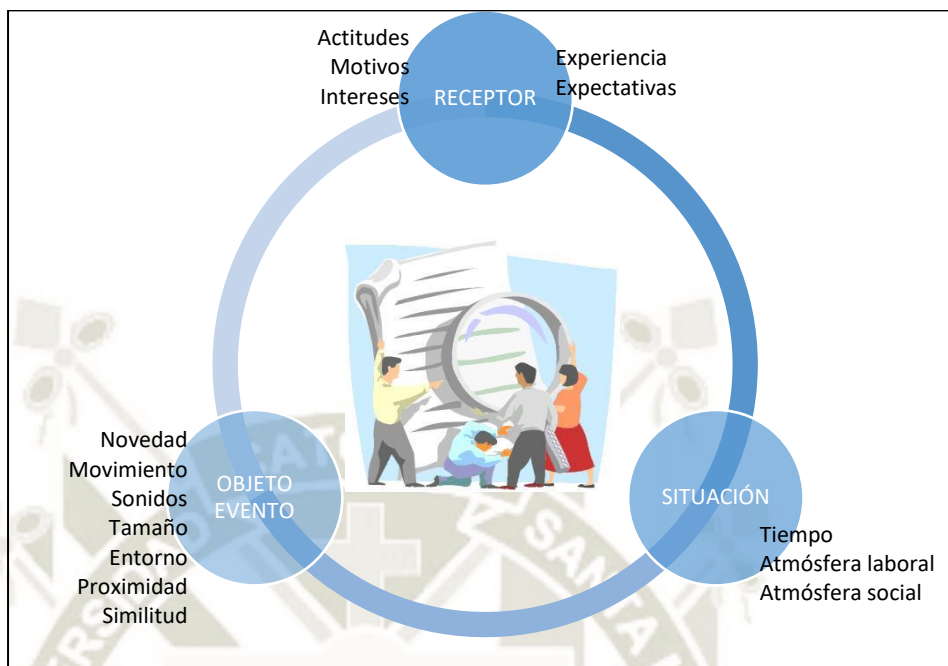 Actitudes
Motivos
Intereses
RECEPTOR
Experiencia
Expectativas
Novedad
Movimiento
Sonidos
Tamaño
Entorno
Proximidad
Similitud
OBJETO
EVENTO
SITUACIÓN
Tiempo
Atmósfera laboral
Atmósfera social